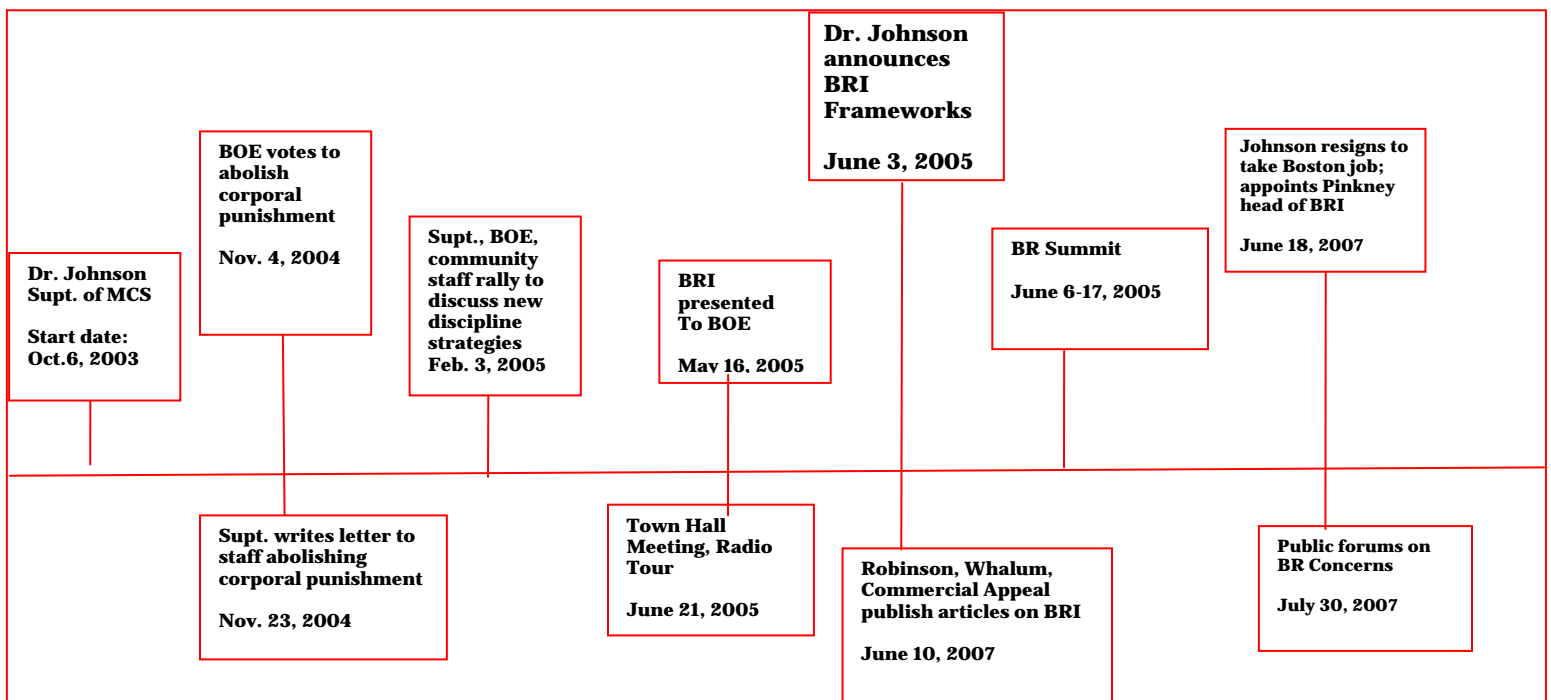 Dr. Johnson
Supt. of MCS
Start date:
Oct.6, 2003
BOE votes to
abolish
corporal
punishment
Nov. 4, 2004
Supt., BOE,
community
staff rally to
discuss new
discipline
strategies
Feb. 3, 2005
BRI
presented
To BOE
May 16, 2005
Dr. Johnson
announces
BRI
Frameworks
June 3, 2005
BR Summit
June 6-17, 2005
Johnson resigns to
take Boston job;
appoints Pinkney
head of BRI
June 18, 2007
Supt. writes letter to
staff abolishing
corporal punishment
Nov. 23, 2004
Town Hall
Meeting, Radio
Tour
June 21, 2005
Robinson, Whalum,
Commercial Appeal
publish articles on BRI
June 10, 2007
Public forums on
BR Concerns
July 30, 2007